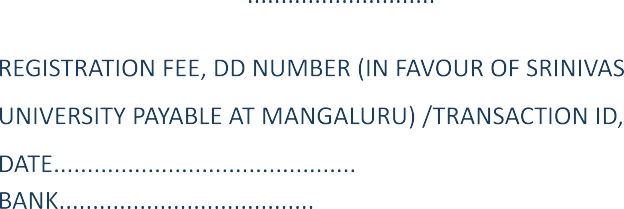 ............................
REGISTRATION FEE, DD NUMBER (IN FAVOUR OF SRINIVAS
UNIVERSITY PAYABLE AT MANGALURU) /TRANSACTION ID,
DATE.............................................
BANK......................................